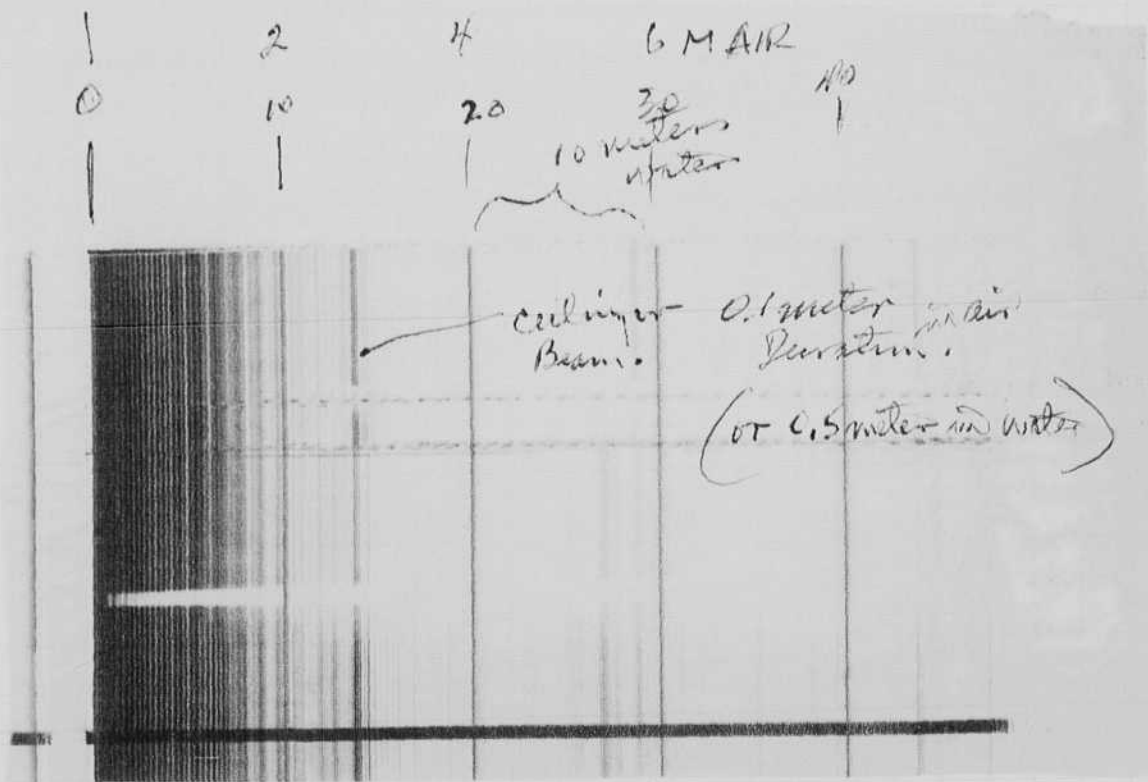 | 2 4 6 M AIR
0 10 20 30 40
10 meters
water
ceilinger 0.1 meter in air
Beam. Duration.
(or 0.5 meter in water)